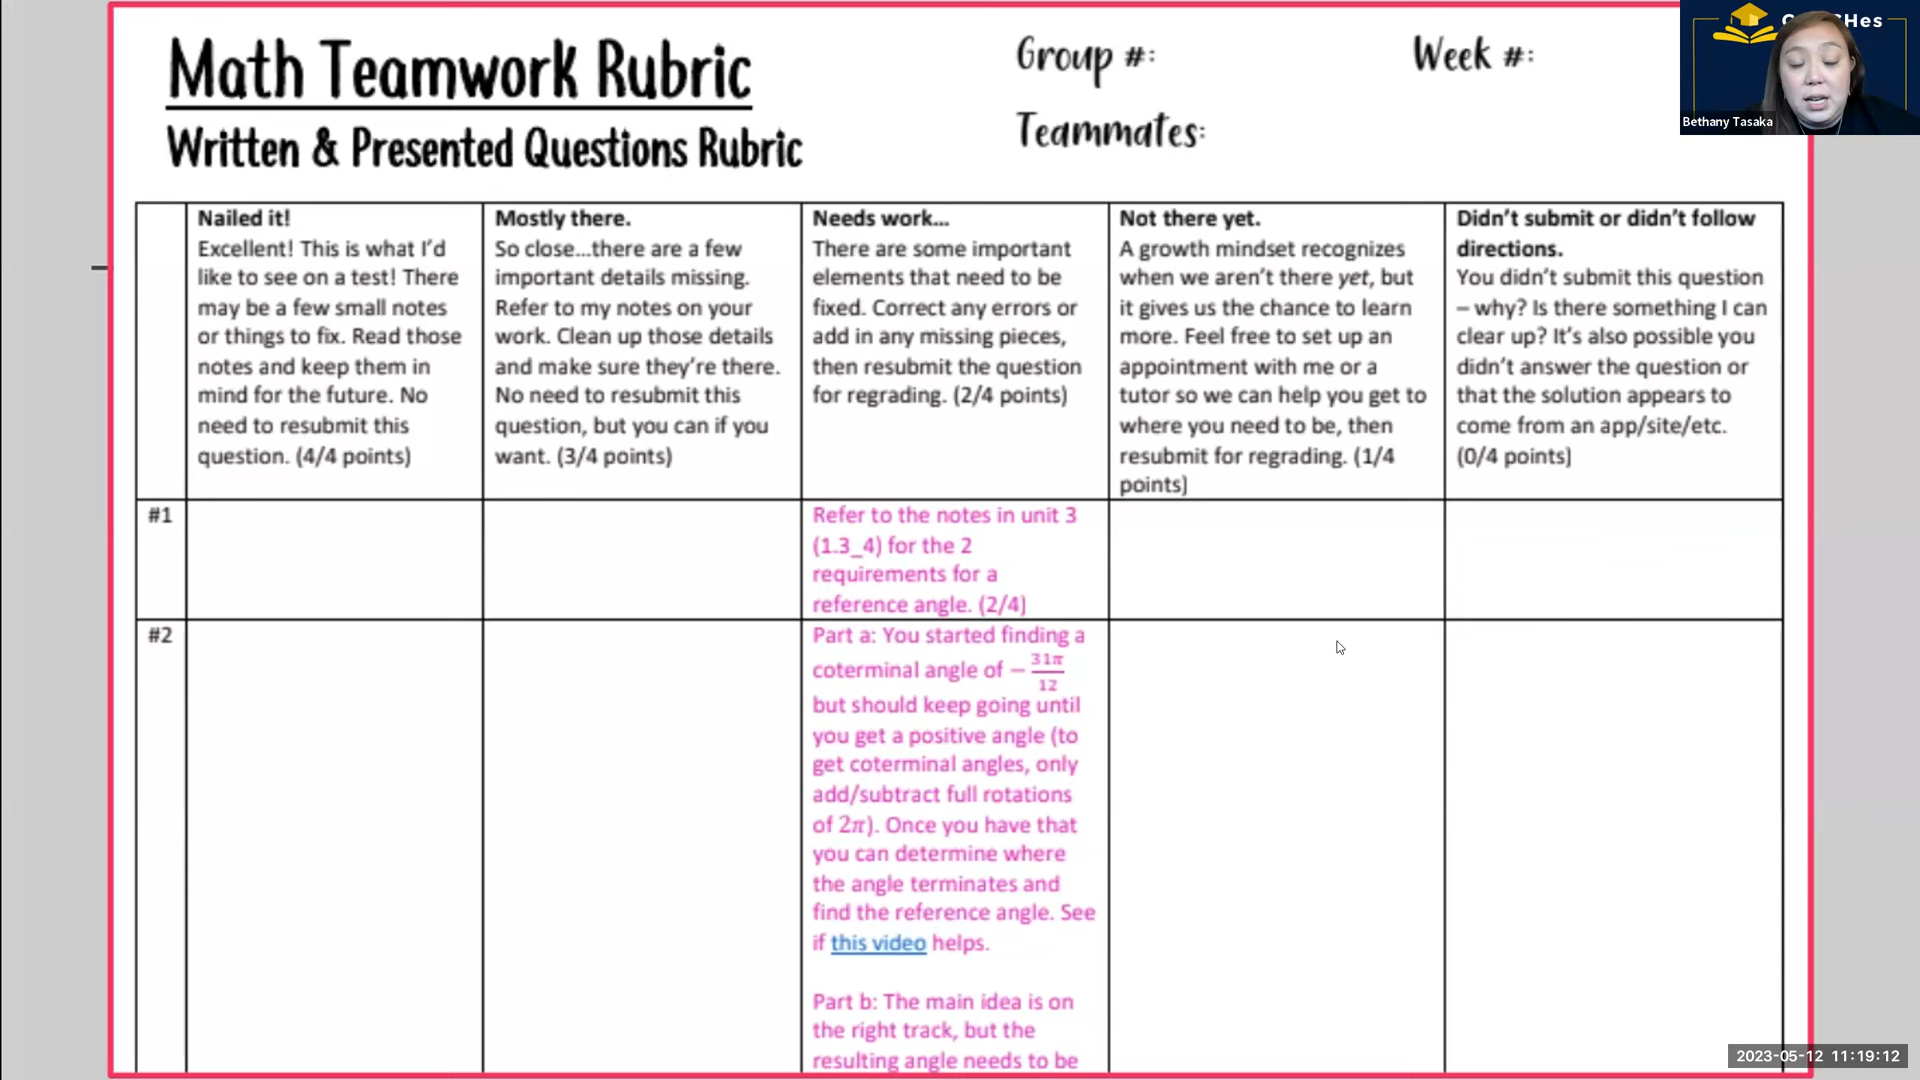 Math Teamwork Rubric
Written & Presented Questions Rubric
Group #:
Week #:
Teammates:
Bethany Tasaka
Nailed it!
Excellent! This is what I’d
like to see on a test! There
may be a few small notes
or things to fix. Read those
notes and keep them in
mind for the future. No
need to resubmit this
question. (4/4 points)
Mostly there.
So close…there are a few
important details missing.
Refer to my notes on your
work. Clean up those details
and make sure they’re there.
No need to resubmit this
question, but you can if you
want. (3/4 points)
Needs work…
There are some important
elements that need to be
fixed. Correct any errors or
add in any missing pieces,
then resubmit the question
for regrading. (2/4 points)
Not there yet.
A growth mindset recognizes
when we aren’t there yet, but
it gives us the chance to learn
more. Feel free to set up an
appointment with me or a
tutor so we can help you get to
where you need to be, then
resubmit for regrading. (1/4
points)
Didn’t submit or didn’t follow
directions.
You didn’t submit this question
– why? Is there something I can
clear up? It’s also possible you
didn’t answer the question or
that the solution appears to
come from an app/site/etc.
(0/4 points)
#1
Refer to the notes in unit 3
(1.3_4) for the 2
requirements for a
reference angle. (2/4)
#2
Part a: You started finding a
coterminal angle of − 31π/12
but should keep going until
you get a positive angle (to
get coterminal angles, only
add/subtract full rotations
of 2π). Once you have that
you can determine where
the angle terminates and
find the reference angle. See
if this video helps.
Part b: The main idea is on
the right track, but the
resulting angle needs to be
2023-05-12 11:19:12